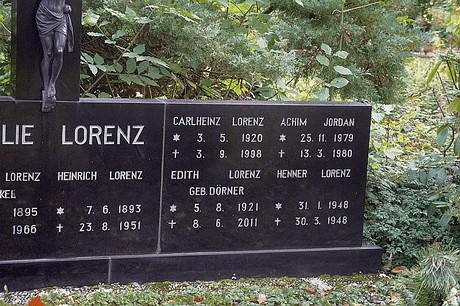 LIE LORENZ
LORENZ
KEL
1895
1966
HEINRICH LORENZ
* 7. 6. 1893
† 23. 8. 1951
CARLHEINZ LORENZ
* 3. 5. 1920
† 3. 9. 1998
EDITH LORENZ
GEB. DÖRNER
* 5. 8. 1921
† 8. 6. 2011
ACHIM JORDAN
* 25. 11. 1979
† 13. 3. 1980
HENNER LORENZ
* 31. 1. 1948
† 30. 3. 1948